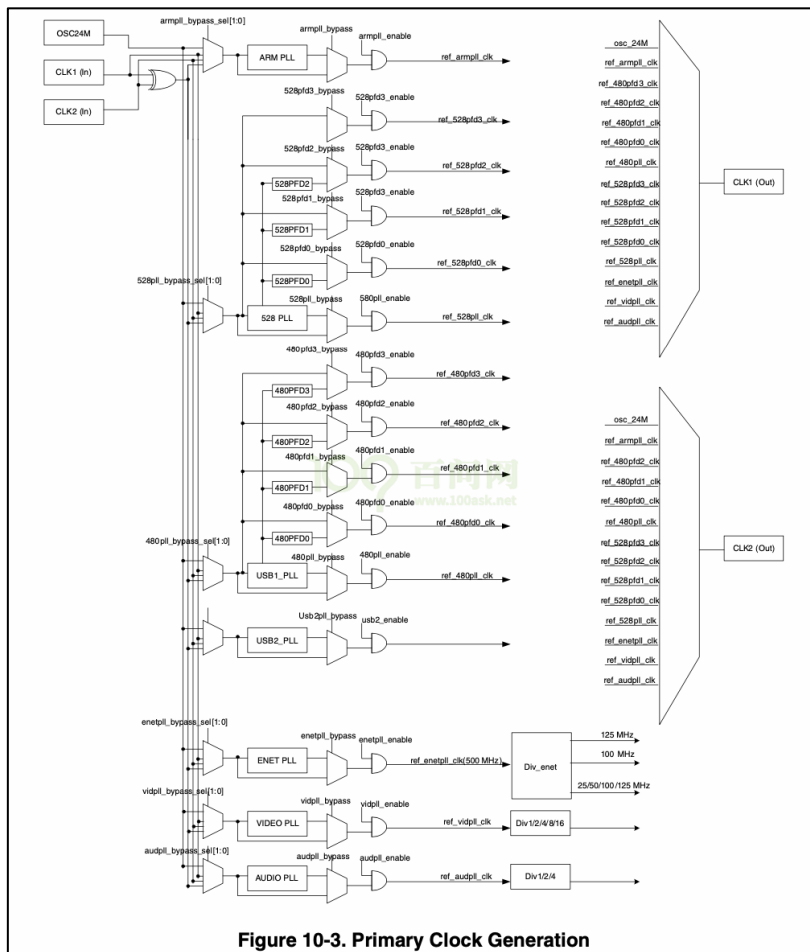 armpll_bypass_sel[1:0]
OSC24M
CLK1 (In)
CLK2 (In)
armpll_bypass
armpll_enable
ARM PLL
ref_armpll_clk
528pfd3_bypass
528pfd3_enable
ref_528pfd3_clk
528pfd2_bypass
528pfd3_enable
528PFD2
ref_528pfd2_clk
528pfd1_bypass
528pfd3_enable
528PFD1
ref_528pfd1_clk
528pfd0_bypass
528pfd0_enable
528PFD0
ref_528pfd0_clk
528pll_bypass_sel[1:0]
528pll_bypass
580pll_enable
528 PLL
ref_528pll_clk
480pfd3_bypass
480pfd3_enable
480PFD3
ref_480pfd3_clk
480pfd2_bypass
480pfd2_enable
480PFD2
ref_480pfd2_clk
480pfd1_bypass
480pfd1_enable
480PFD1
ref_480pfd1_clk
480pfd0_bypass
480pfd0_enable
480PFD0
ref_480pfd0_clk
480pll_bypass_sel[1:0]
480pll_bypass
480pll_enable
USB1_PLL
ref_480pll_clk
Usb2pll_bypass
usb2_enable
USB2_PLL
enetpll_bypass_sel[1:0]
enetpll_bypass
enetpll_enable
ENET PLL
ref_enetpll_clk(500 MHz)
Div_enet
125 MHz
100 MHz
25/50/100/125 MHz
vidpll_bypass_sel[1:0]
vidpll_bypass
vidpll_enable
VIDEO PLL
ref_vidpll_clk
Div1/2/4/8/16
audpll_bypass_sel[1:0]
audpll_bypass
audpll_enable
AUDIO PLL
ref_audpll_clk
Div1/2/4
osc_24M
ref_armpll_clk
ref_480pfd3_clk
ref_480pfd2_clk
ref_480pfd1_clk
ref_480pfd0_clk
ref_480pll_clk
ref_528pfd3_clk
ref_528pfd2_clk
ref_528pfd1_clk
ref_528pfd0_clk
ref_528pll_clk
ref_enetpll_clk
ref_vidpll_clk
ref_audpll_clk
CLK1 (Out)
osc_24M
ref_armpll_clk
ref_480pfd2_clk
ref_480pfd1_clk
ref_480pfd0_clk
ref_480pll_clk
ref_528pfd3_clk
ref_528pfd2_clk
ref_528pfd1_clk
ref_528pfd0_clk
ref_528pll_clk
ref_enetpll_clk
ref_vidpll_clk
ref_audpll_clk
CLK2 (Out)
百问网
www.100ask.net
Figure 10-3. Primary Clock Generation